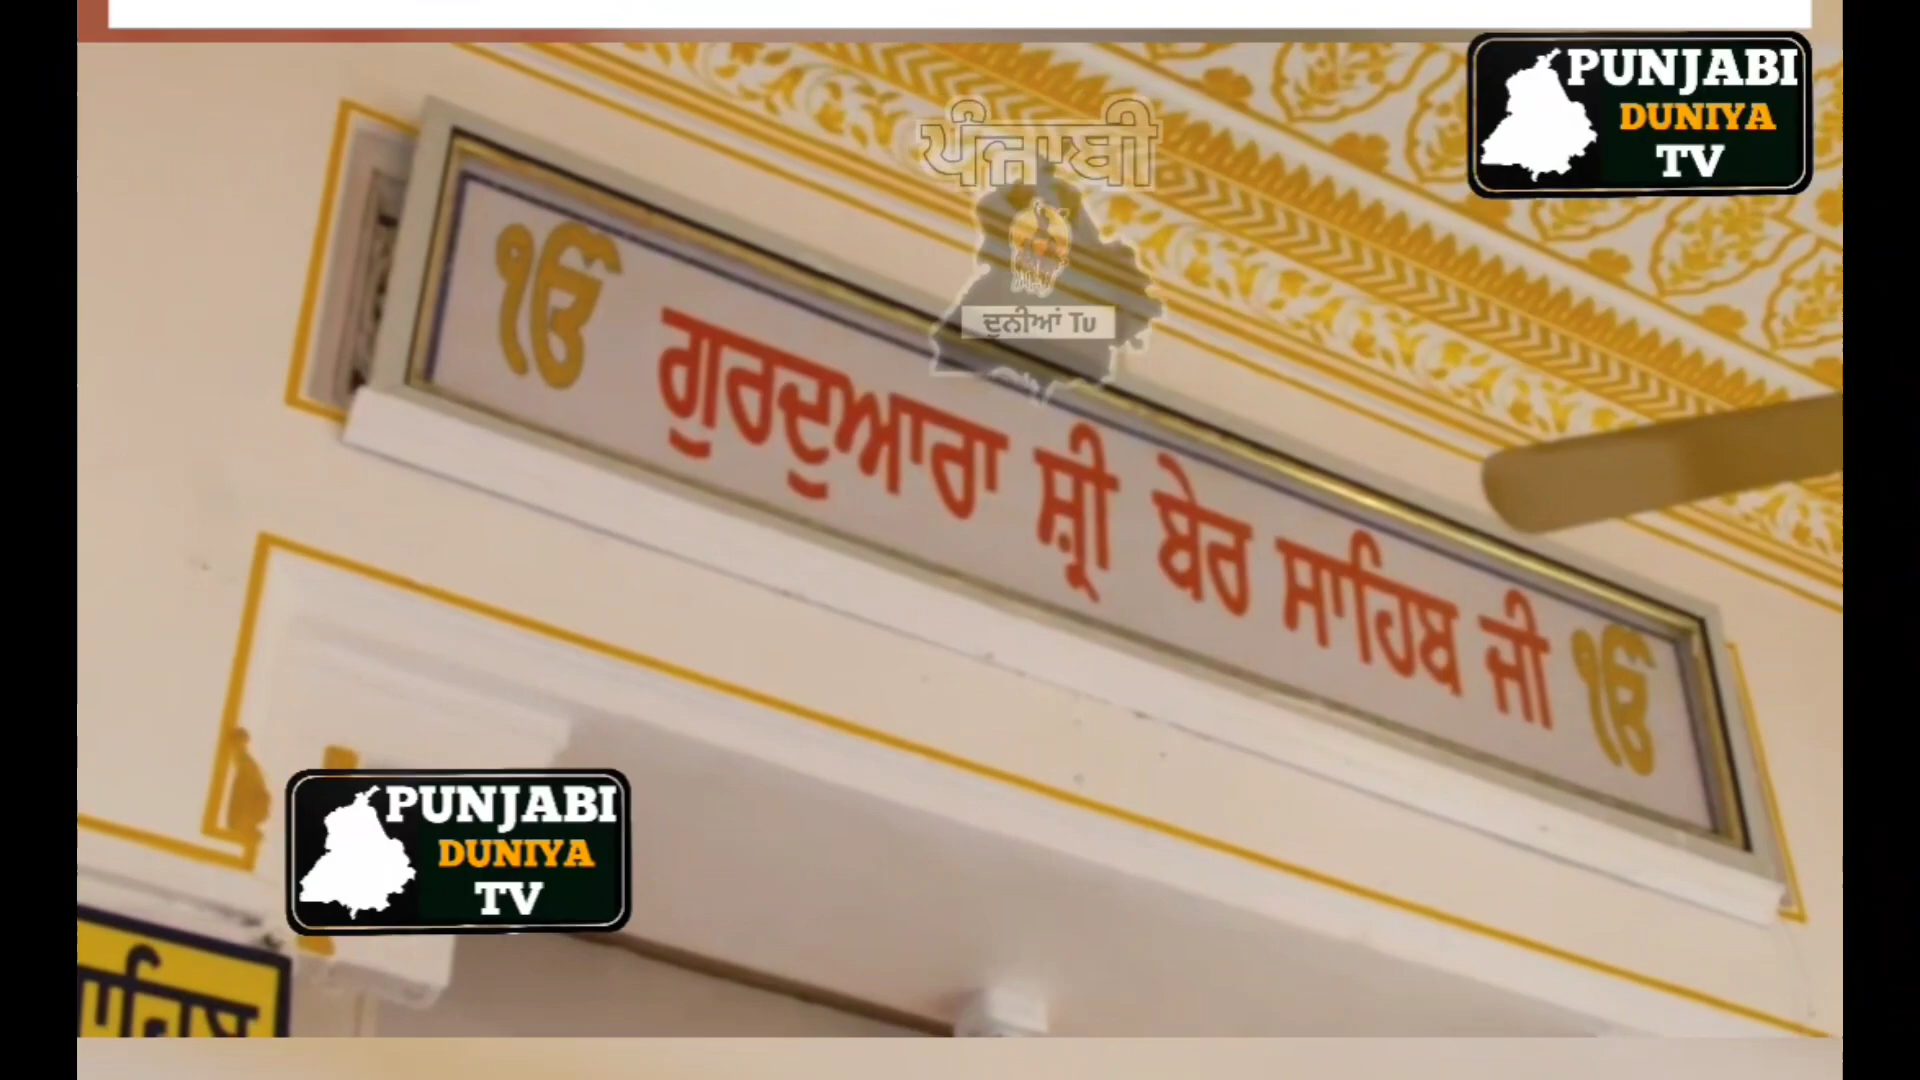 PUNJABI
DUNIYA
TV
ਪੰਜਾਬੀ
ਦੁਨੀਆਂ Tv
ੴ ਗੁਰਦੁਆਰਾ ਸ਼੍ਰੀ ਬੇਰ ਸਾਹਿਬ ਜੀ ੴ
PUNJABI
DUNIYA
TV